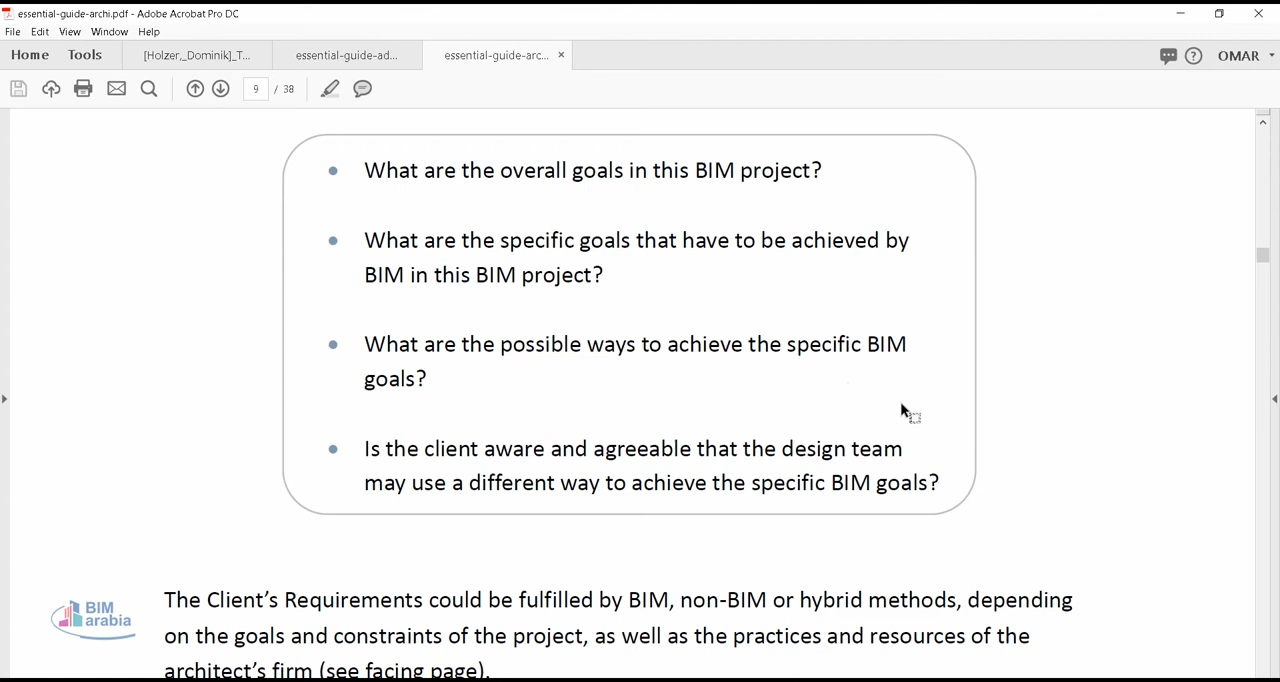 essential-guide-archi.pdf - Adobe Acrobat Pro DC
File Edit View Window Help
Home Tools [Holzer,_Dominik]_T... essential-guide-ad... essential-guide-arc... × OMAR
9 / 38
• What are the overall goals in this BIM project?
• What are the specific goals that have to be achieved by
BIM in this BIM project?
• What are the possible ways to achieve the specific BIM
goals?
• Is the client aware and agreeable that the design team
may use a different way to achieve the specific BIM goals?
BIM
arabia
The Client's Requirements could be fulfilled by BIM, non-BIM or hybrid methods, depending
on the goals and constraints of the project, as well as the practices and resources of the
architect's firm (see facing page).